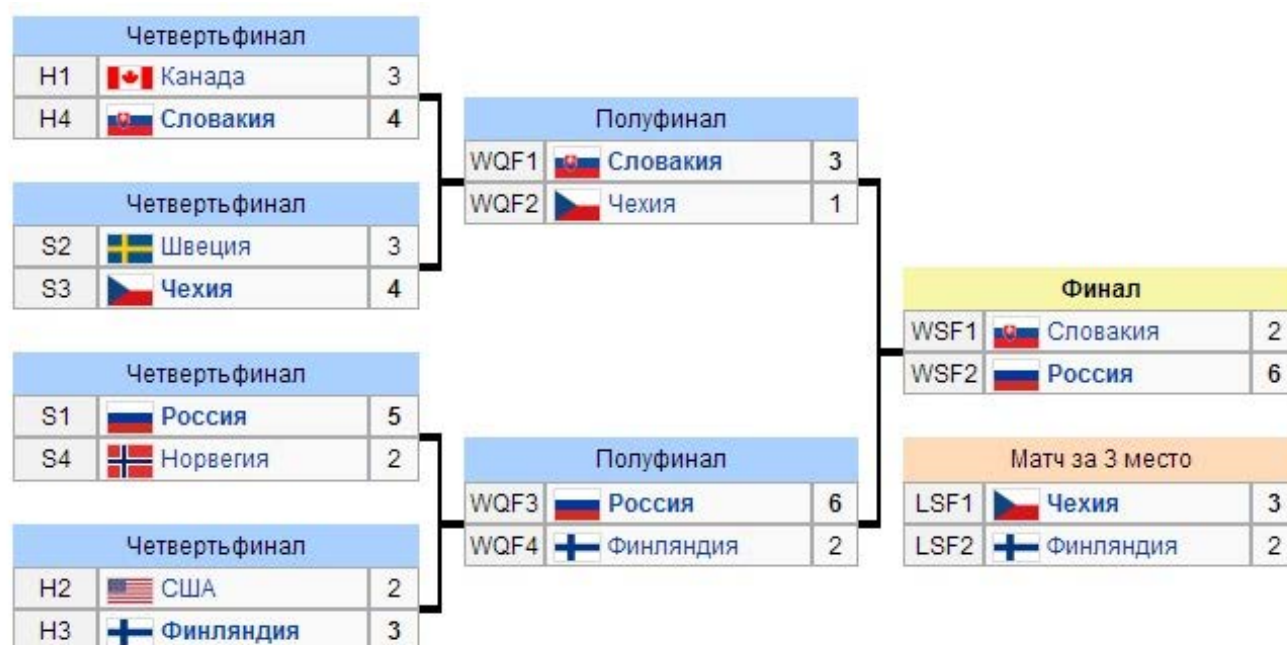 Четвертьфинал
H1 Канада 3
H4 Словакия 4
Четвертьфинал
S2 Швеция 3
S3 Чехия 4
Четвертьфинал
S1 Россия 5
S4 Норвегия 2
Четвертьфинал
H2 США 2
H3 Финляндия 3
Полуфинал
WQF1 Словакия 3
WQF2 Чехия 1
Полуфинал
WQF3 Россия 6
WQF4 Финляндия 2
Финал
WSF1 Словакия 2
WSF2 Россия 6
Матч за 3 место
LSF1 Чехия 3
LSF2 Финляндия 2